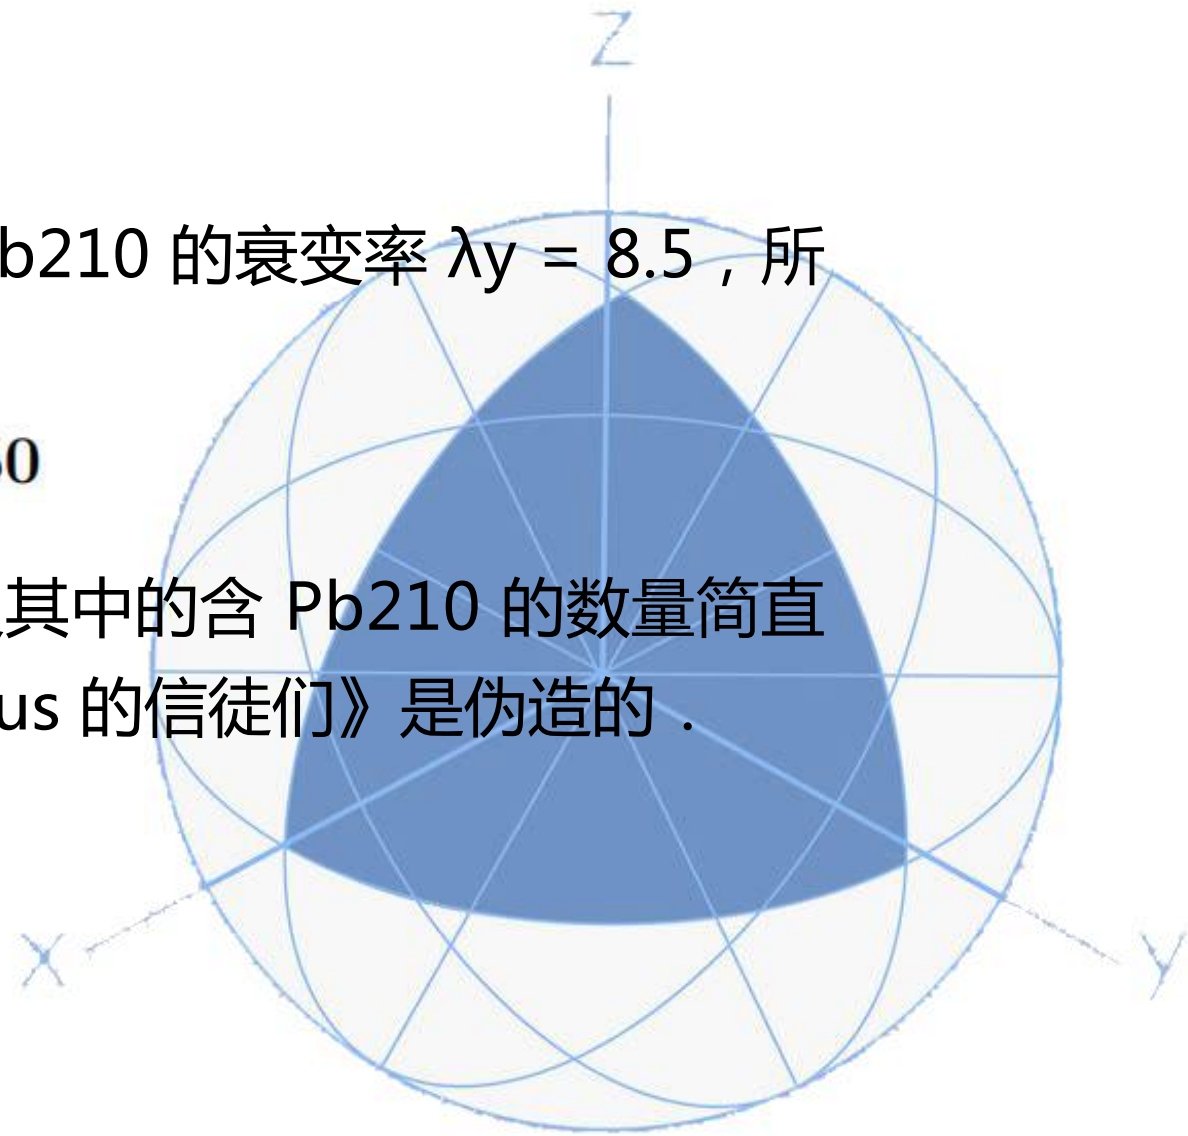 Z
b210 的衰变率 λy = 8.5，所
0
其中的含 Pb210 的数量简直
us 的信徒们》是伪造的．
X
Y